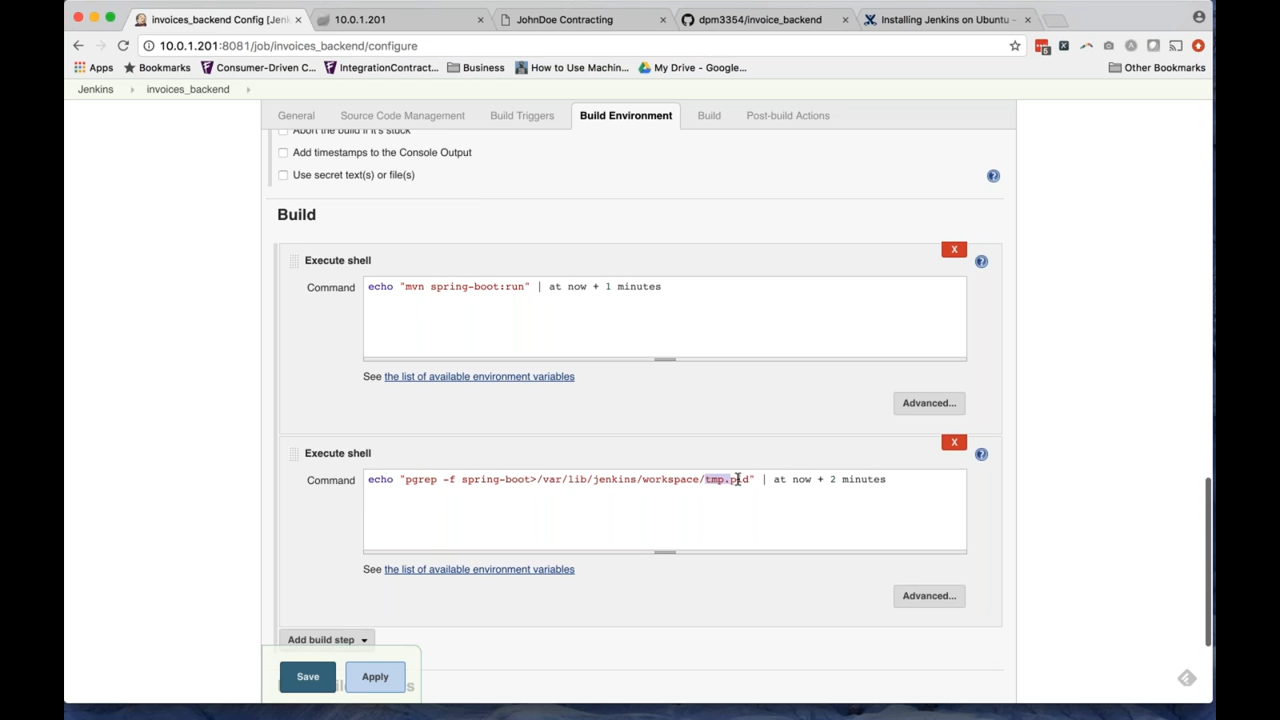 invoices_backend Config [Jenk
10.0.1.201
JohnDoe Contracting
dpm3354/invoice_backend
Installing Jenkins on Ubuntu -
10.0.1.201:8081/job/invoices_backend/configure
Apps
Bookmarks
Consumer-Driven C...
IntegrationContract...
Business
How to Use Machin...
My Drive - Google...
Other Bookmarks
Jenkins
invoices_backend
General
Source Code Management
Build Triggers
Build Environment
Build
Post-build Actions
Abort the build if it's stuck
Add timestamps to the Console Output
Use secret text(s) or file(s)
Build
X
Execute shell
Command
echo "mvn spring-boot:run" | at now + 1 minutes
See the list of available environment variables
Advanced...
X
Execute shell
Command
echo "pgrep -f spring-boot>/var/lib/jenkins/workspace/tmp.pid" | at now + 2 minutes
See the list of available environment variables
Advanced...
Add build step
Save
Apply